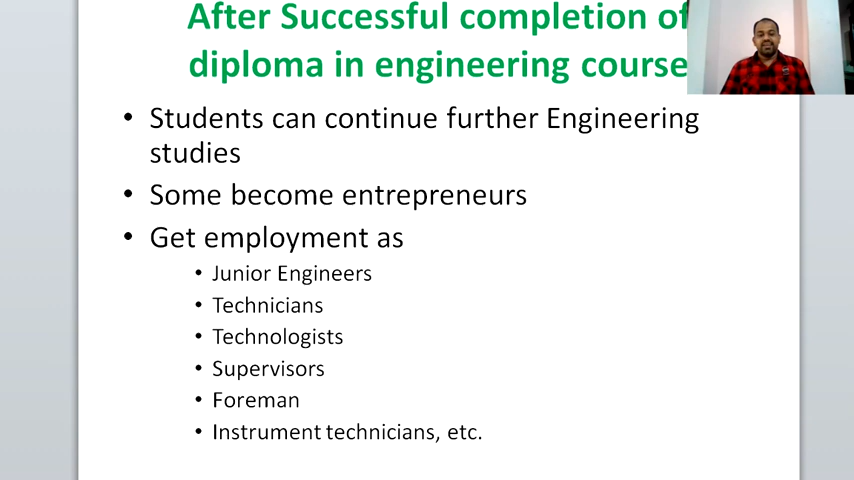 After Successful completion of
diploma in engineering course
• Students can continue further Engineering
studies
• Some become entrepreneurs
• Get employment as
• Junior Engineers
• Technicians
• Technologists
• Supervisors
• Foreman
• Instrument technicians, etc.